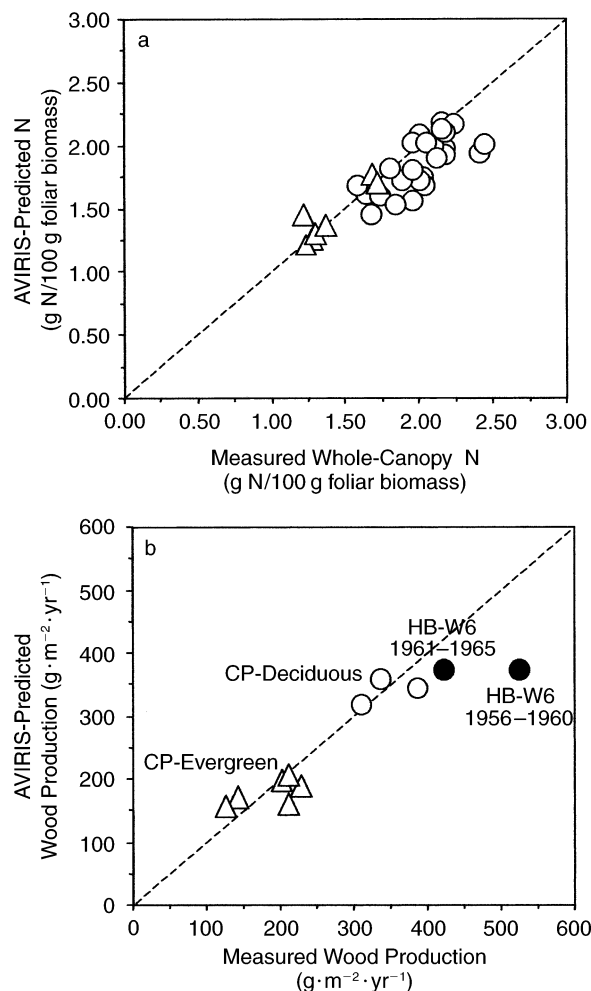 a
AVIRIS-Predicted N
(g N/100 g foliar biomass)
3.00
2.50
2.00
1.50
1.00
0.50
0.00
0.00 0.50 1.00 1.50 2.00 2.50 3.00
Measured Whole-Canopy N
(g N/100 g foliar biomass)
b
AVIRIS-Predicted
Wood Production (g·m⁻²·yr⁻¹)
600
500
400
300
200
100
0
HB-W6
1961–1965
CP-Deciduous
HB-W6
1956–1960
CP-Evergreen
0 100 200 300 400 500 600
Measured Wood Production
(g·m⁻²·yr⁻¹)